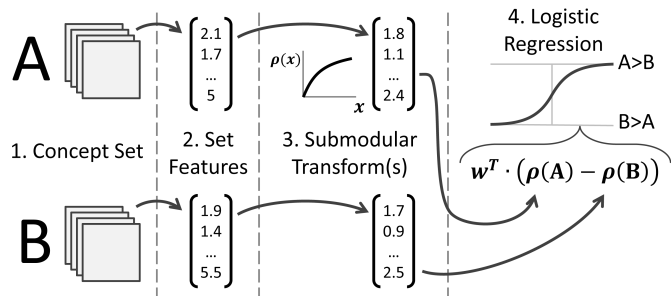 A
2.1
1.7
...
5
ρ(x)
x
1.8
1.1
...
2.4
4. Logistic
Regression
A>B
B>A
1. Concept Set
2. Set
Features
3. Submodular
Transform(s)
w^T · (ρ(A) − ρ(B))
B
1.9
1.4
...
5.5
1.7
0.9
...
2.5